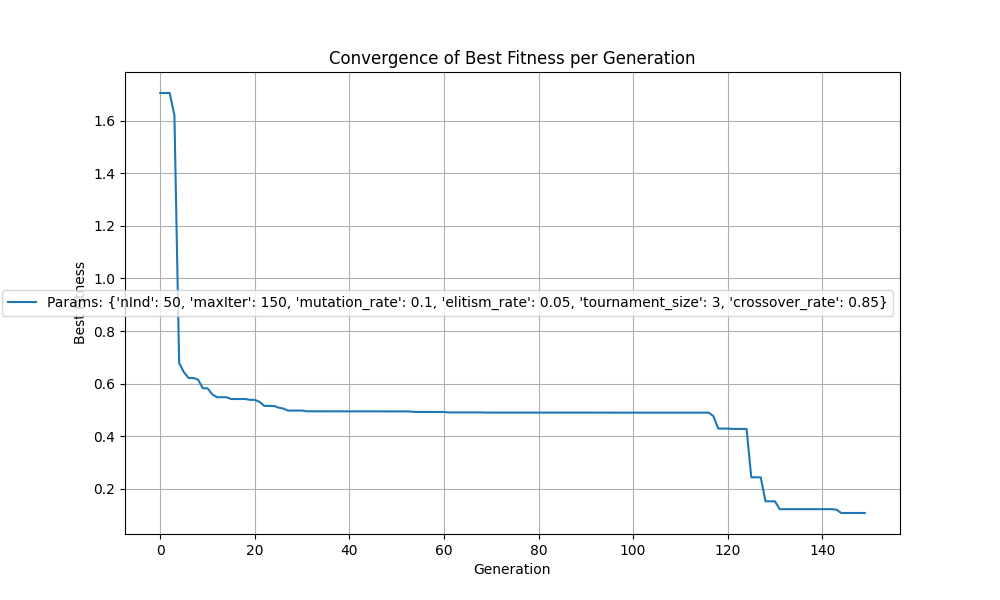 Convergence of Best Fitness per Generation
1.6
1.4
1.2
1.0
0.8
0.6
0.4
0.2
Best
Params: {'nInd': 50, 'maxIter': 150, 'mutation_rate': 0.1, 'elitism_rate': 0.05, 'tournament_size': 3, 'crossover_rate': 0.85}
0 20 40 60 80 100 120 140
Generation